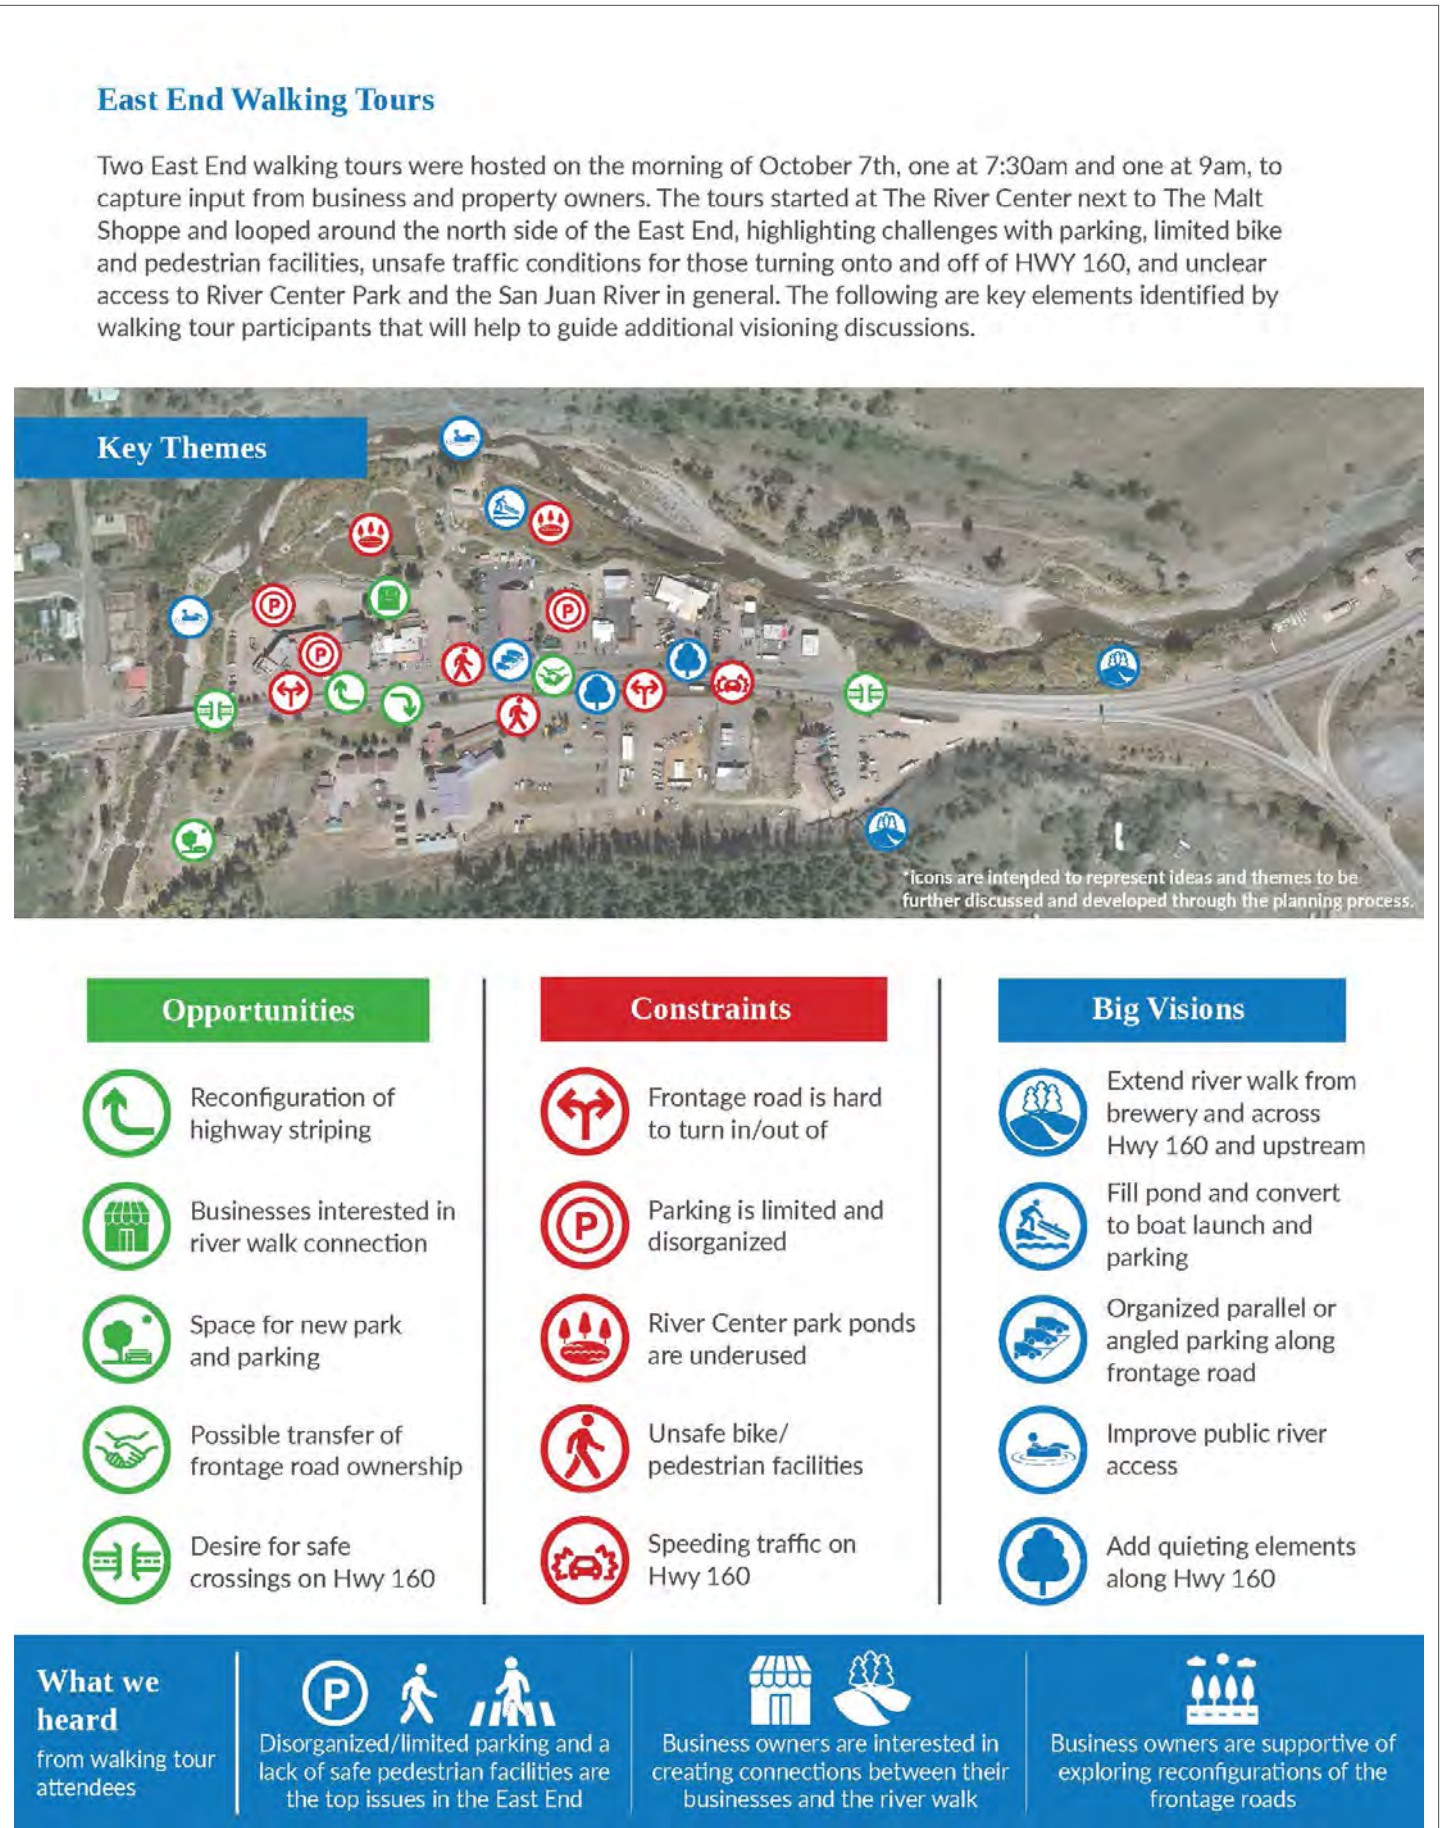 East End Walking Tours
Two East End walking tours were hosted on the morning of October 7th, one at 7:30am and one at 9am, to
capture input from business and property owners. The tours started at The River Center next to The Malt
Shoppe and looped around the north side of the East End, highlighting challenges with parking, limited bike
and pedestrian facilities, unsafe traffic conditions for those turning onto and off of HWY 160, and unclear
access to River Center Park and the San Juan River in general. The following are key elements identified by
walking tour participants that will help to guide additional visioning discussions.
Key Themes
P
P
P
*icons are intended to represent ideas and themes to be
further discussed and developed through the planning process.
Opportunities
Reconfiguration of
highway striping
Businesses interested in
river walk connection
Space for new park
and parking
Possible transfer of
frontage road ownership
Desire for safe
crossings on Hwy 160
Constraints
Frontage road is hard
to turn in/out of
P
Parking is limited and
disorganized
River Center park ponds
are underused
Unsafe bike/
pedestrian facilities
Speeding traffic on
Hwy 160
Big Visions
Extend river walk from
brewery and across
Hwy 160 and upstream
Fill pond and convert
to boat launch and
parking
Organized parallel or
angled parking along
frontage road
Improve public river
access
Add quieting elements
along Hwy 160
What we
heard
from walking tour
attendees
P
Disorganized/limited parking and a
lack of safe pedestrian facilities are
the top issues in the East End
Business owners are interested in
creating connections between their
businesses and the river walk
Business owners are supportive of
exploring reconfigurations of the
frontage roads